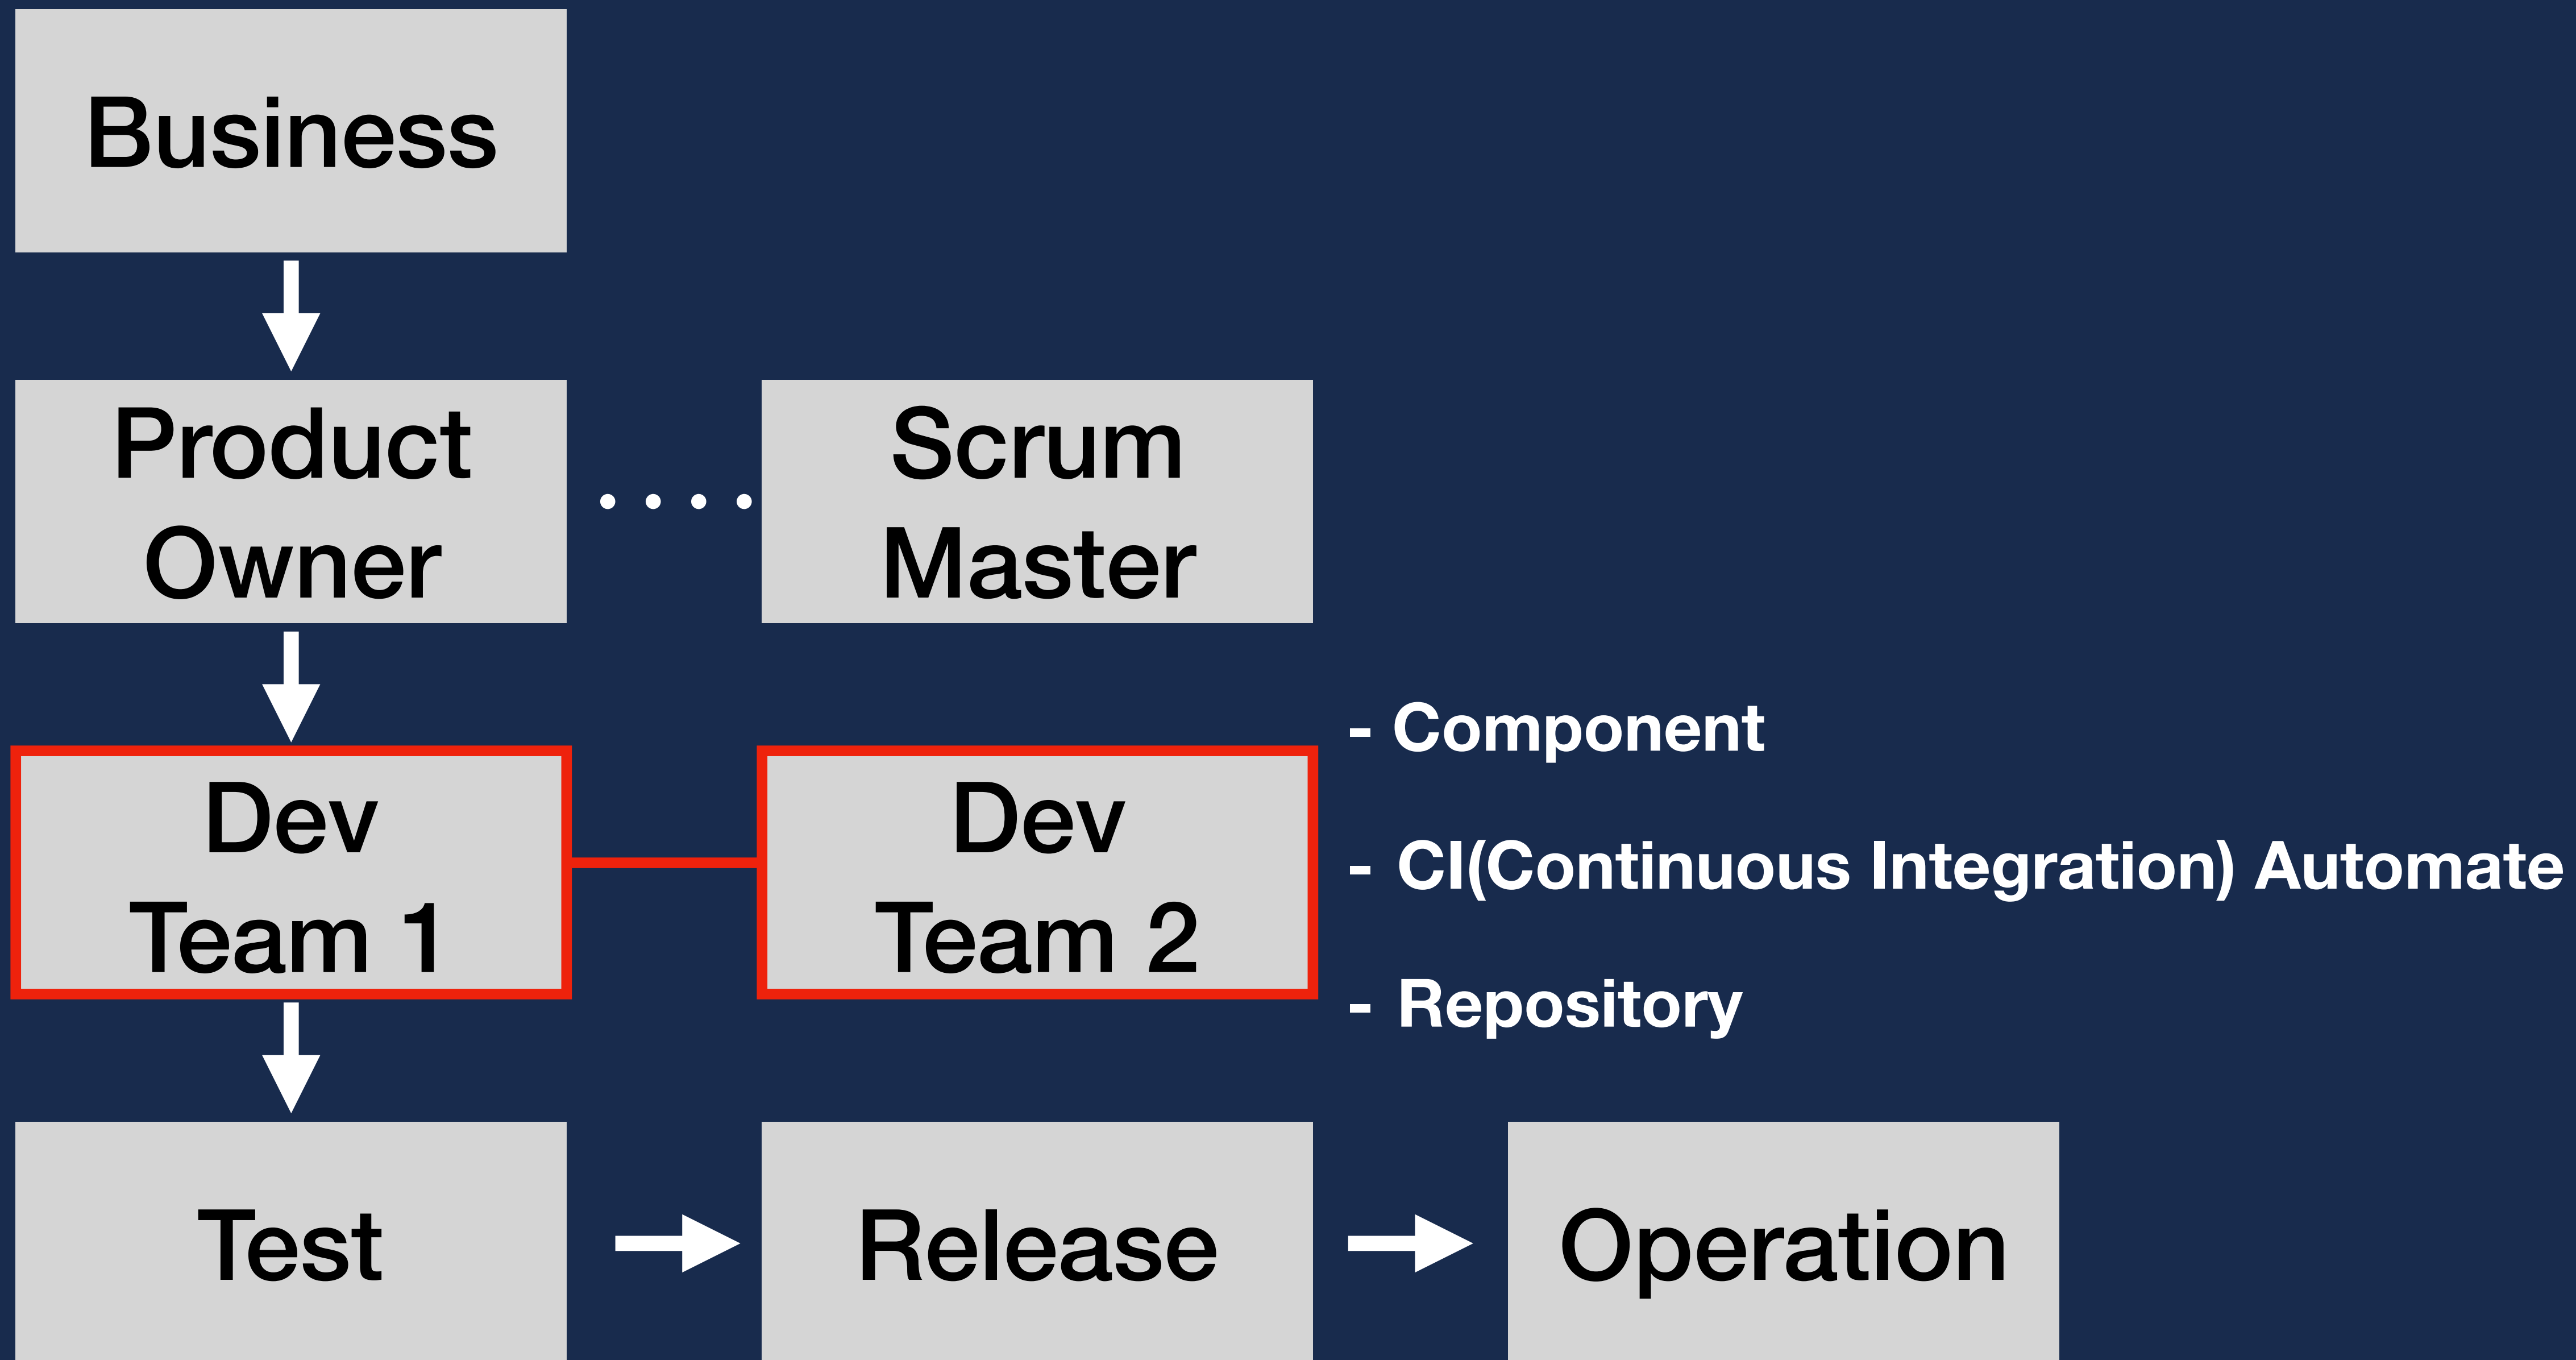 Business
Product
Owner
Scrum
Master
Dev
Team 1
Dev
Team 2
- Component
- CI(Continuous Integration) Automate
- Repository
Test
Release
Operation